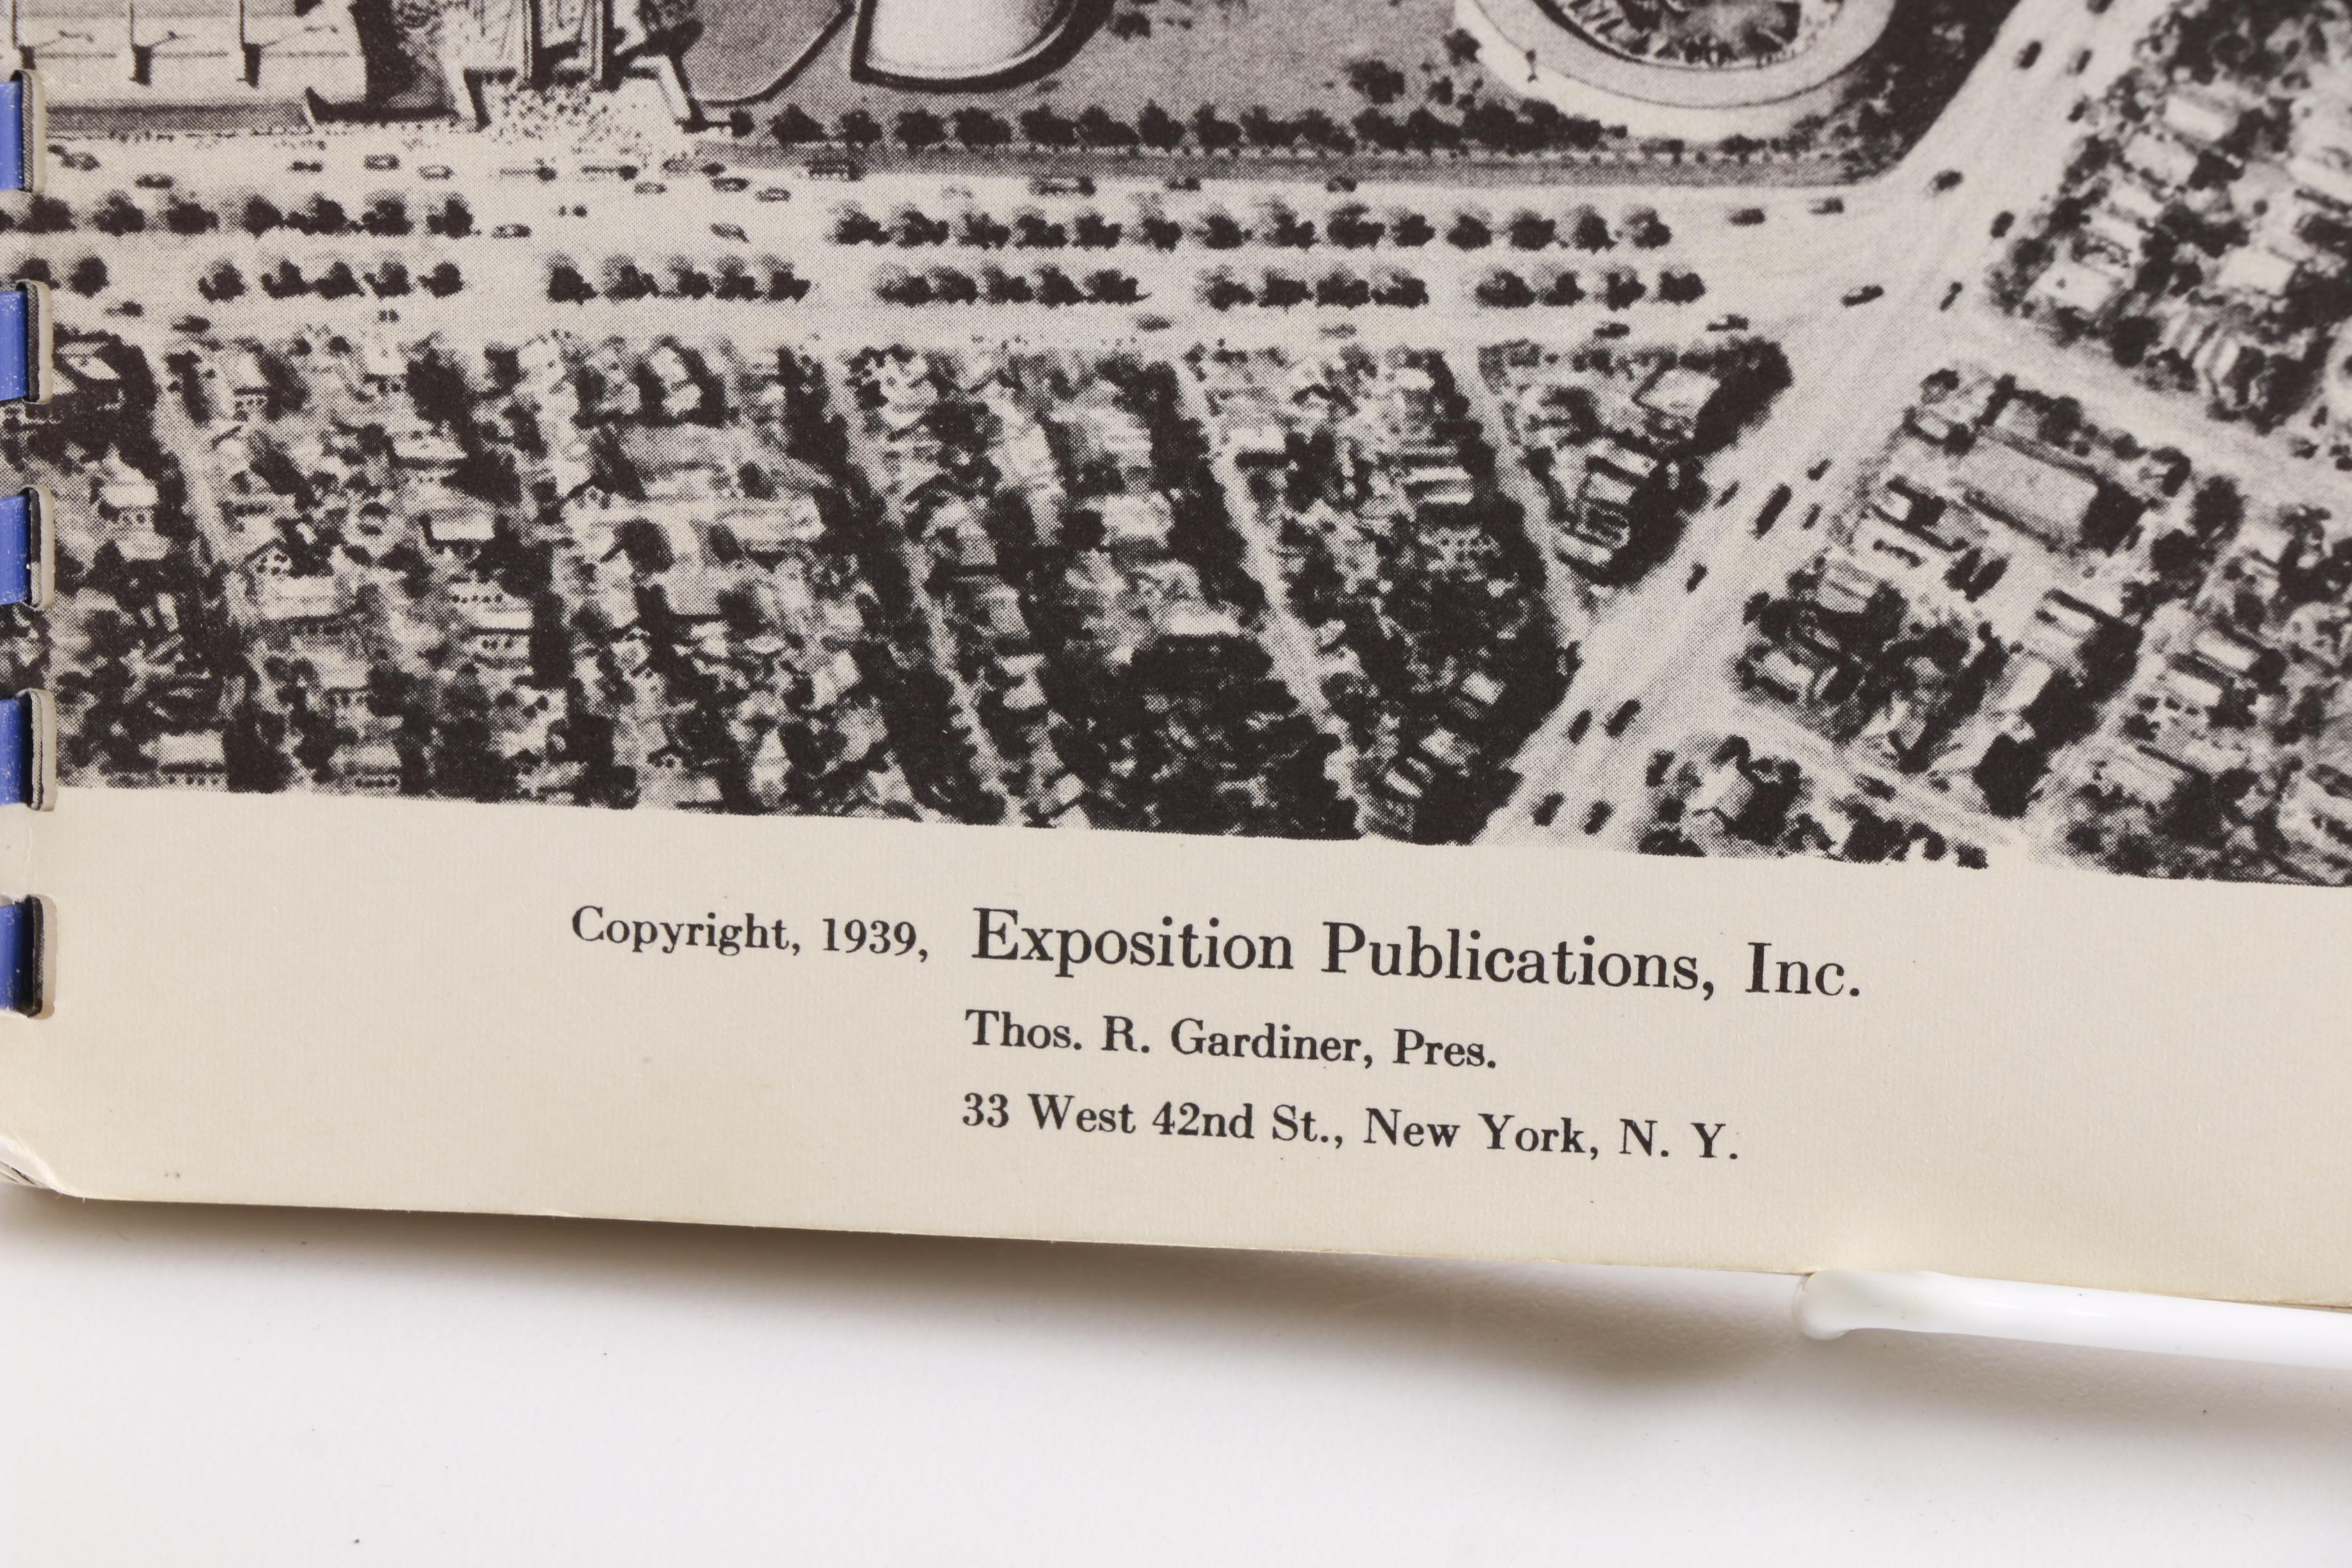 Copyright, 1939, Exposition Publications, Inc.
Thos. R. Gardiner, Pres.
33 West 42nd St., New York, N. Y.